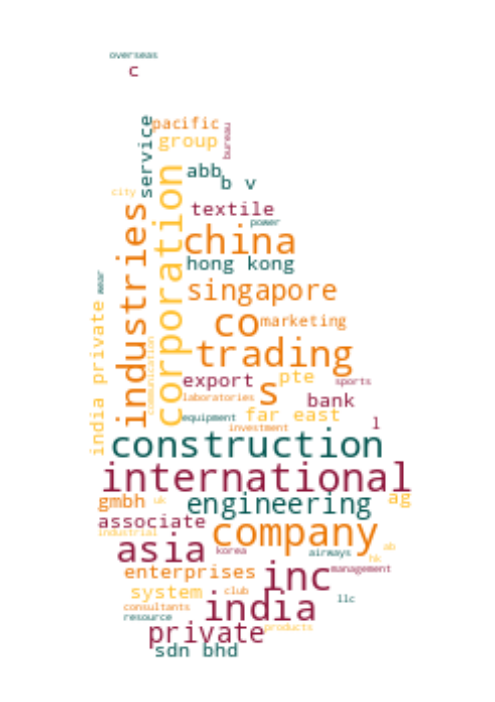 overseas
c
service
pacific
bureau
group
abb
b v
city
textile
power
industries
corporation
china
hong kong
wear
singapore
india private
co
marketing
communication
trading
export
pte
sports
s
laboratories
bank
equipment
far east
l
investment
construction
international
gmbh
uk
engineering
ag
associate
industrial
company
asia
korea
airways
ab
hk
enterprises
inc
management
system
club
llc
consultants
india
resource
private
products
sdn bhd